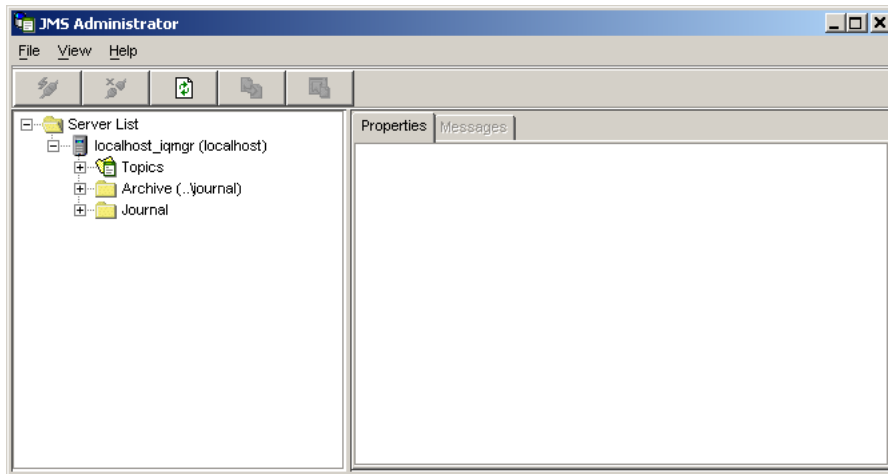 JMS Administrator
File View Help
Server List
localhost_iqmgr (localhost)
Topics
Archive (..\journal)
Journal
Properties Messages